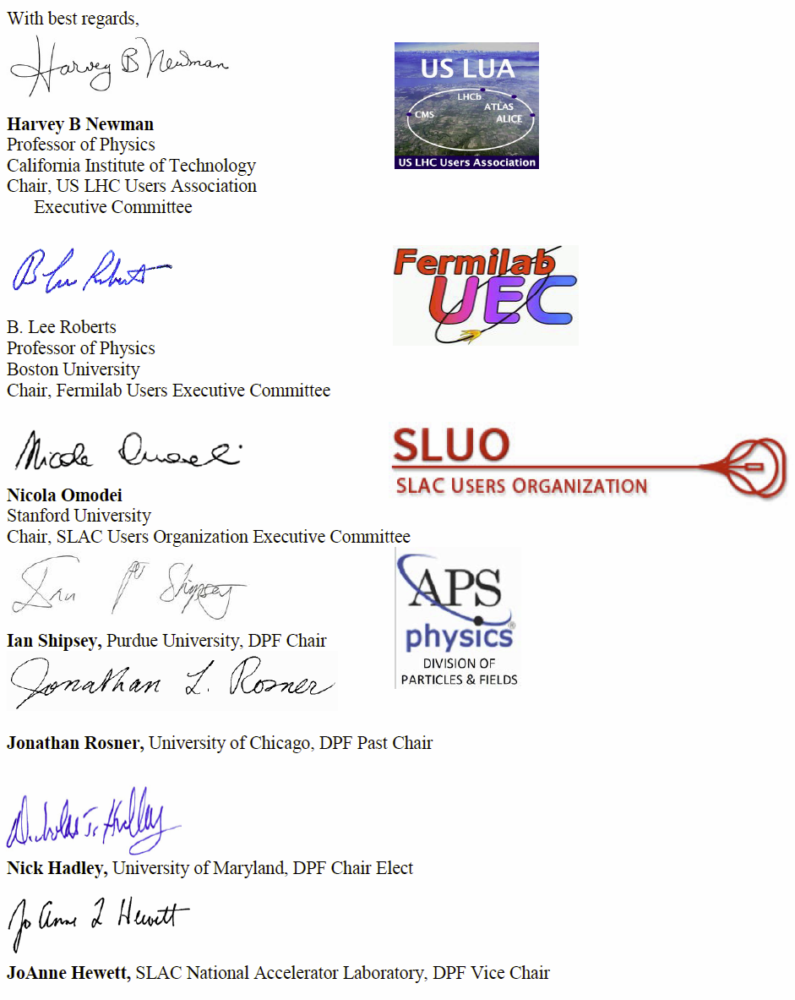 With best regards,
Harvey B Newman
US LUA
LHCb
ATLAS
CMS
ALICE
US LHC Users Association
Harvey B Newman
Professor of Physics
California Institute of Technology
Chair, US LHC Users Association
Executive Committee
B Lee Roberts
Fermilab
UEC
B. Lee Roberts
Professor of Physics
Boston University
Chair, Fermilab Users Executive Committee
Nicola Omodei
SLUO
SLAC USERS ORGANIZATION
Nicola Omodei
Stanford University
Chair, SLAC Users Organization Executive Committee
Ian Shipsey
APS
physics®
DIVISION OF
PARTICLES & FIELDS
Ian Shipsey, Purdue University, DPF Chair
Jonathan L. Rosner
Jonathan Rosner, University of Chicago, DPF Past Chair
Nicholas J. Hadley
Nick Hadley, University of Maryland, DPF Chair Elect
JoAnne L Hewett
JoAnne Hewett, SLAC National Accelerator Laboratory, DPF Vice Chair